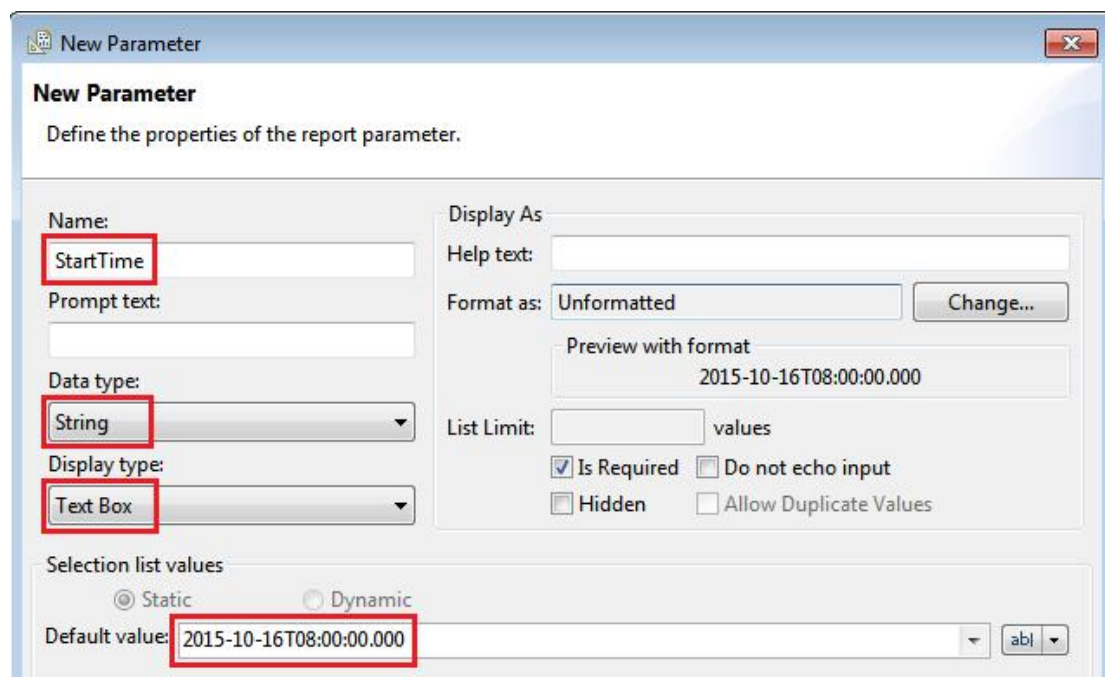 New Parameter
New Parameter
Define the properties of the report parameter.
Name:
StartTime
Prompt text:
Data type:
String
Display type:
Text Box
Display As
Help text:
Format as: Unformatted Change...
Preview with format
2015-10-16T08:00:00.000
List Limit: values
Is Required Do not echo input
Hidden Allow Duplicate Values
Selection list values
Static Dynamic
Default value: 2015-10-16T08:00:00.000 abl